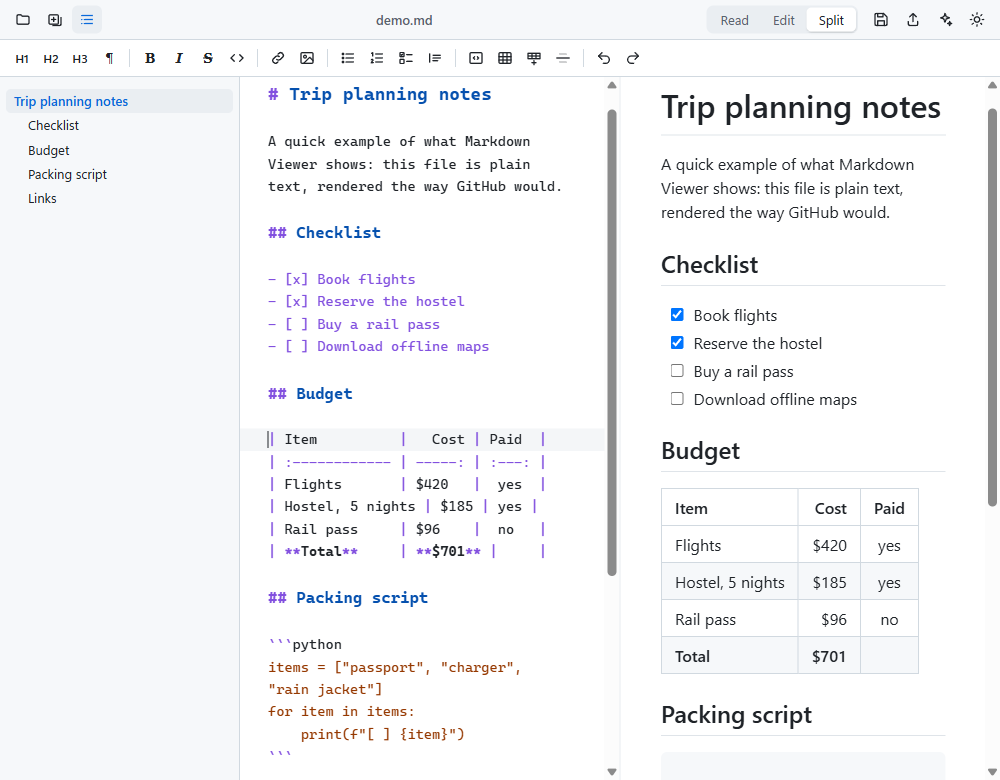 demo.md
Read Edit Split
H1 H2 H3 ¶ B I S <>
Trip planning notes
Checklist
Budget
Packing script
Links
# Trip planning notes
A quick example of what Markdown
Viewer shows: this file is plain
text, rendered the way GitHub would.
## Checklist
- [x] Book flights
- [x] Reserve the hostel
- [ ] Buy a rail pass
- [ ] Download offline maps
## Budget
| Item          |   Cost | Paid  |
| :------------ | -----: | :---: |
| Flights       | $420   |  yes  |
| Hostel, 5 nights | $185 | yes |
| Rail pass     | $96    |  no   |
| **Total**     | **$701** |     |
## Packing script
```python
items = ["passport", "charger",
"rain jacket"]
for item in items:
    print(f"[ ] {item}")
```
Trip planning notes
A quick example of what Markdown
Viewer shows: this file is plain text,
rendered the way GitHub would.
Checklist
Book flights
Reserve the hostel
Buy a rail pass
Download offline maps
Budget
Item Cost Paid
Flights $420 yes
Hostel, 5 nights $185 yes
Rail pass $96 no
Total $701
Packing script